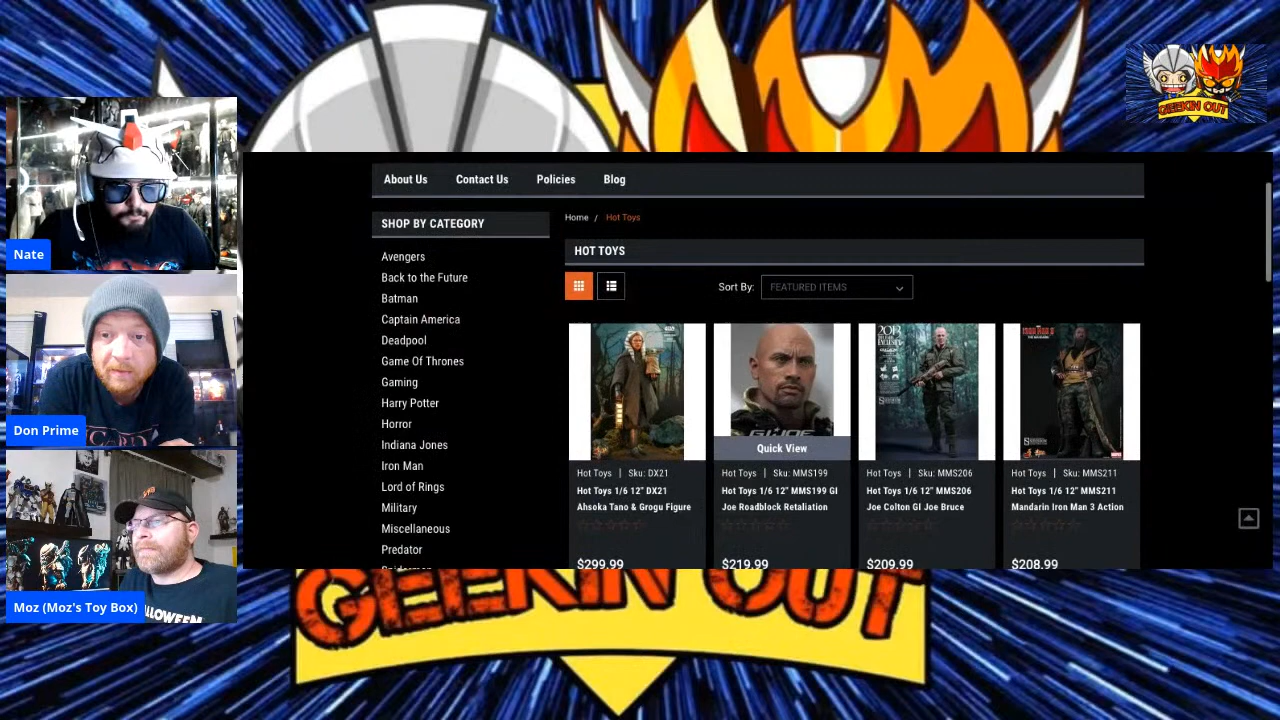 GEEKIN OUT
About Us
Contact Us
Policies
Blog
SHOP BY CATEGORY
Avengers
Back to the Future
Batman
Captain America
Deadpool
Game Of Thrones
Gaming
Harry Potter
Horror
Indiana Jones
Iron Man
Lord of Rings
Military
Miscellaneous
Predator
Home / Hot Toys
HOT TOYS
Sort By: FEATURED ITEMS
Quick View
Hot Toys | Sku: DX21
Hot Toys 1/6 12" DX21
Ahsoka Tano & Grogu Figure
$299.99
Hot Toys | Sku: MMS199
Hot Toys 1/6 12" MMS199 GI
Joe Roadblock Retaliation
$219.99
Hot Toys | Sku: MMS206
Hot Toys 1/6 12" MMS206
Joe Colton GI Joe Bruce
$209.99
Hot Toys | Sku: MMS211
Hot Toys 1/6 12" MMS211
Mandarin Iron Man 3 Action
$208.99
Nate
Don Prime
Moz (Moz's Toy Box)
GEEKIN OUT